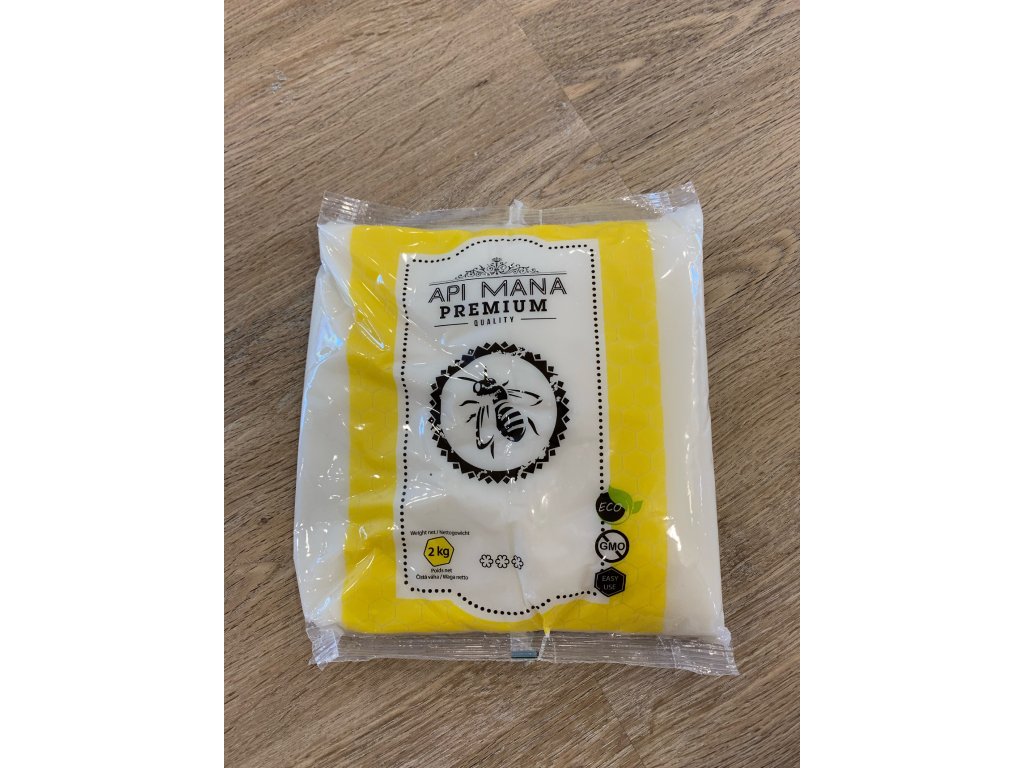 API MANA
PREMIUM
QUALITY
ECO
GMO
EASY
USE
Weight net / Nettogewicht
2 kg
Poids net
Čistá váha / Waga netto